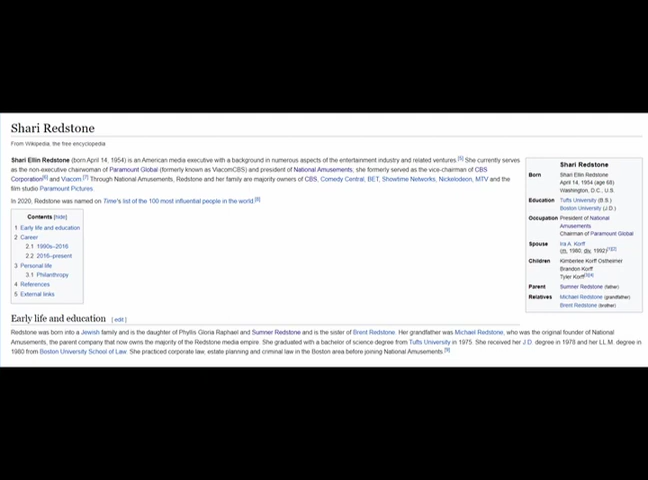 Shari Redstone
From Wikipedia, the free encyclopedia
Shari Ellin Redstone (born April 14, 1954) is an American media executive with a background in numerous aspects of the entertainment industry and related ventures.[5] She currently serves
as the non-executive chairwoman of Paramount Global (formerly known as ViacomCBS) and president of National Amusements; she formerly served as the vice-chairman of CBS
Corporation[6] and Viacom.[7] Through National Amusements, Redstone and her family are majority owners of CBS, Comedy Central, BET, Showtime Networks, Nickelodeon, MTV and the
film studio Paramount Pictures.
In 2020, Redstone was named on Time's list of the 100 most influential people in the world.[8]
Contents [hide]
1 Early life and education
2 Career
2.1 1990s–2016
2.2 2016–present
3 Personal life
3.1 Philanthropy
4 References
5 External links
Shari Redstone
Born Shari Ellin Redstone
April 14, 1954 (age 68)
Washington, D.C., U.S.
Education Tufts University (B.S.)
Boston University (J.D.)
Occupation President of National
Amusements
Chairman of Paramount Global
Spouse Ira A. Korff
(m. 1980; div. 1992)[1][2]
Children Kimberlee Korff Ostheimer
Brandon Korff
Tyler Korff[3][4]
Parent Sumner Redstone (father)
Relatives Michael Redstone (grandfather)
Brent Redstone (brother)
Early life and education [ edit ]
Redstone was born into a Jewish family and is the daughter of Phyllis Gloria Raphael and Sumner Redstone and is the sister of Brent Redstone. Her grandfather was Michael Redstone, who was the original founder of National
Amusements, the parent company that now owns the majority of the Redstone media empire. She graduated with a bachelor of science degree from Tufts University in 1975. She received her J.D. degree in 1978 and her LL.M. degree in
1980 from Boston University School of Law. She practiced corporate law, estate planning and criminal law in the Boston area before joining National Amusements.[9]